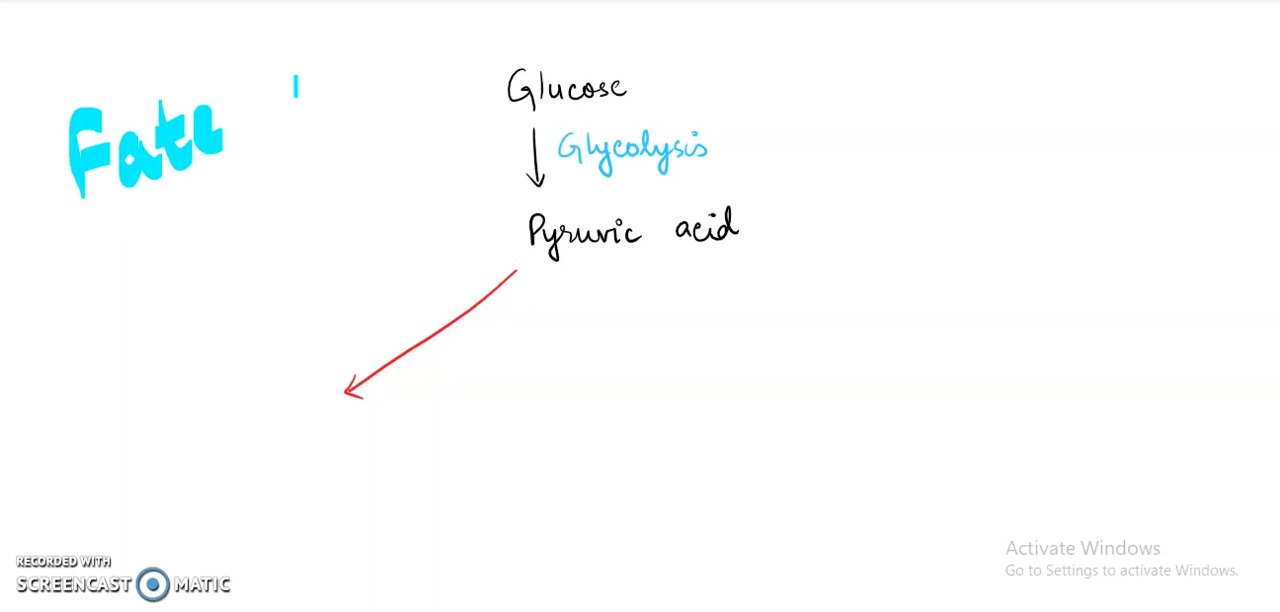 Fate
Glucose
Glycolysis
Pyruvic acid
Activate Windows
Go to Settings to activate Windows.
RECORDED WITH
SCREENCAST MATIC